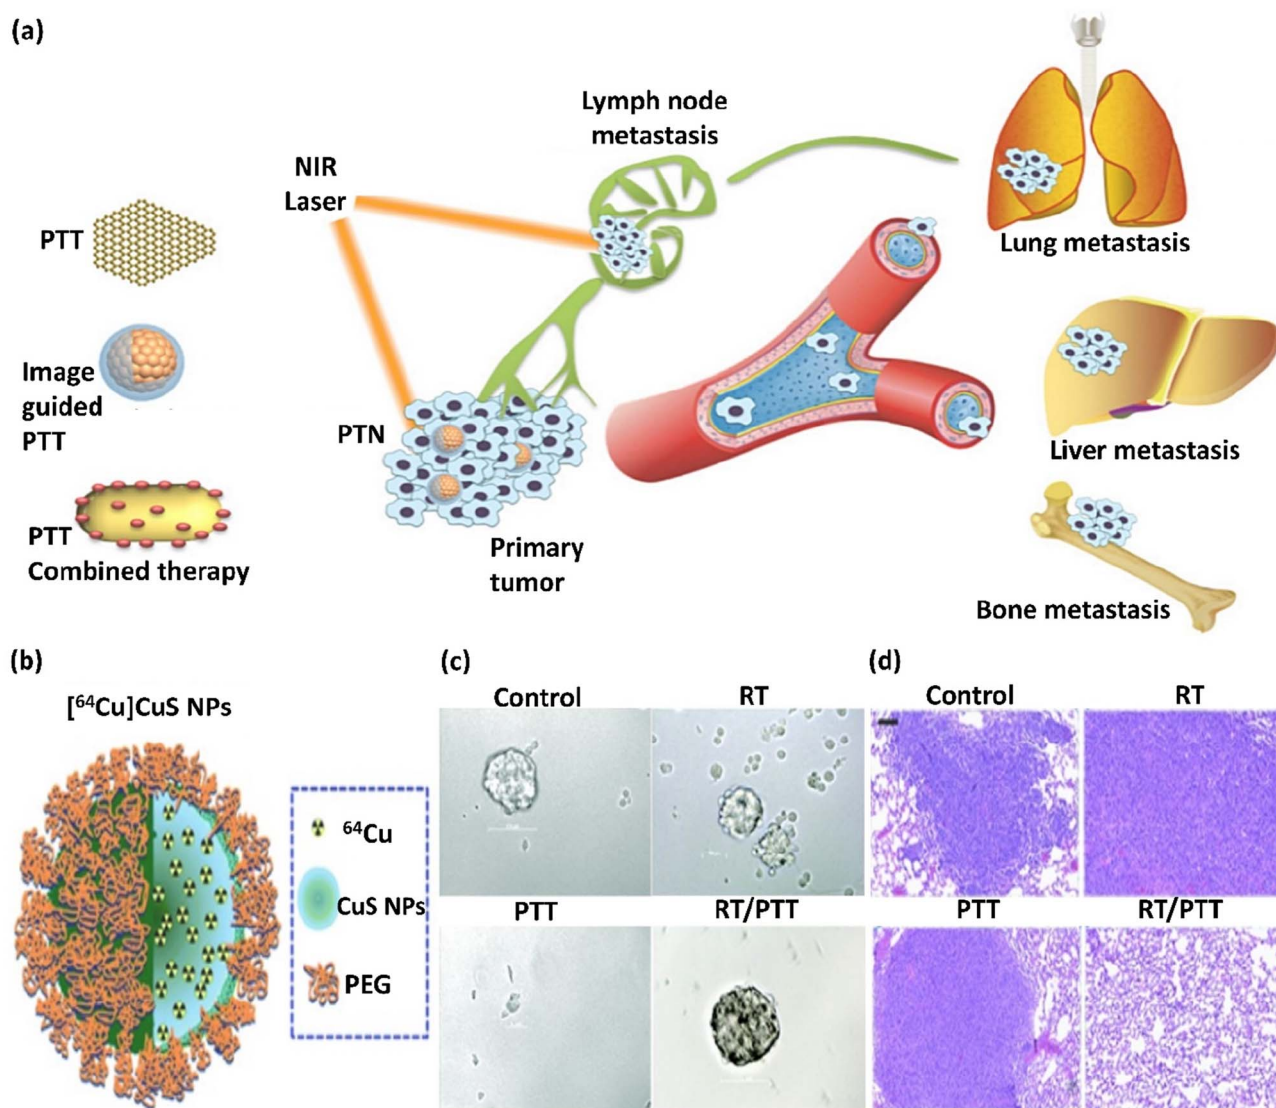 (a)
Lymph node
metastasis
NIR
Laser
PTT
Lung metastasis
Image
guided
PTT
PTN
Liver metastasis
PTT
Combined therapy
Primary
tumor
Bone metastasis
(b)
[⁶⁴Cu]CuS NPs
⁶⁴Cu
CuS NPs
PEG
(c)
Control
RT
PTT
RT/PTT
(d)
Control
RT
PTT
RT/PTT